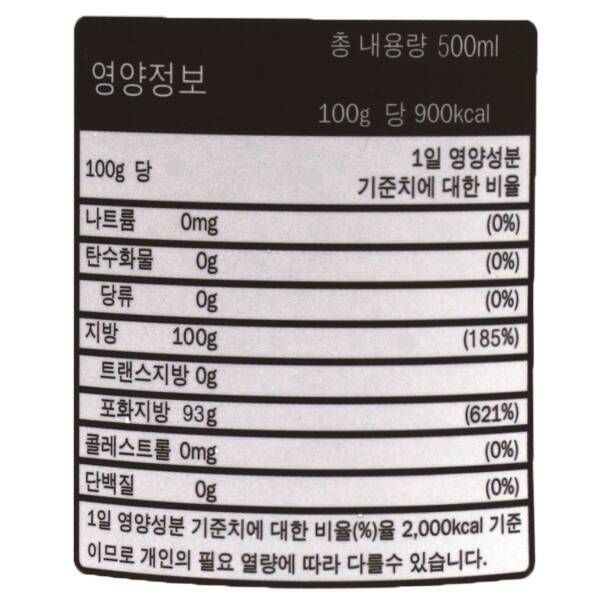 총 내용량 500ml
영양정보
100g 당 900kcal
100g 당
1일 영양성분
기준치에 대한 비율
나트륨 0mg (0%)
탄수화물 0g (0%)
당류 0g (0%)
지방 100g (185%)
트랜스지방 0g
포화지방 93g (621%)
콜레스트롤 0mg (0%)
단백질 0g (0%)
1일 영양성분 기준치에 대한 비율(%)율 2,000kcal 기준
이므로 개인의 필요 열량에 따라 다를수 있습니다.